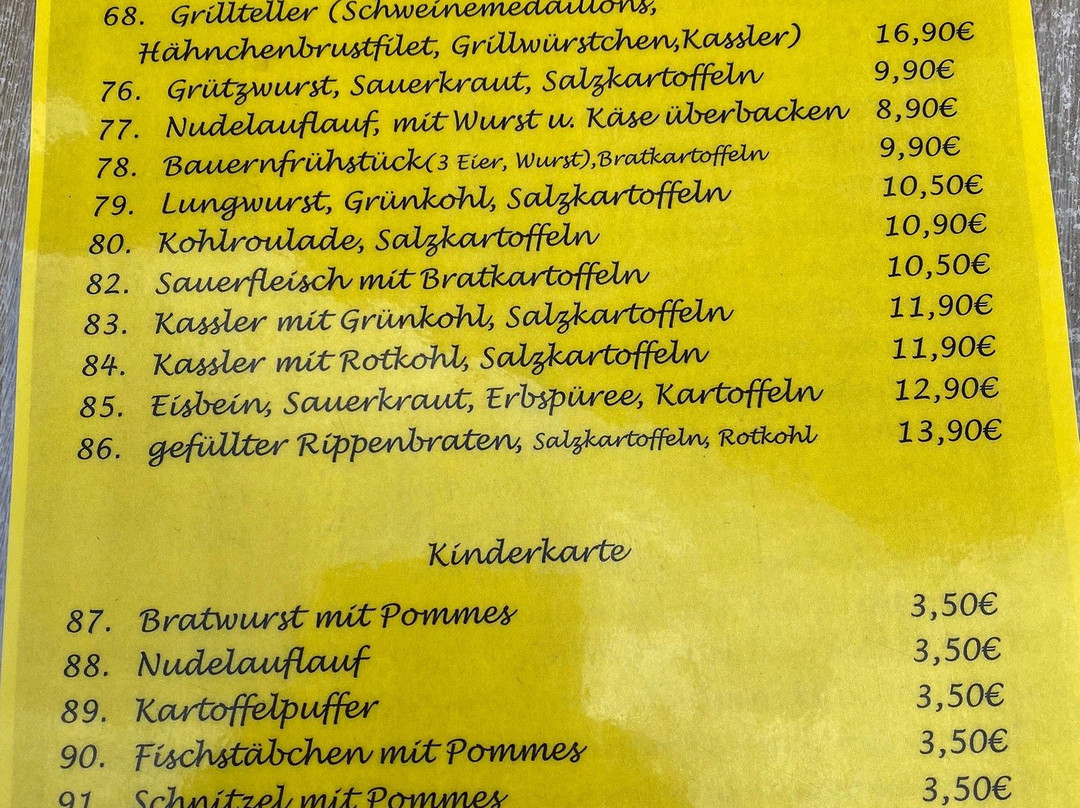 68. Grillteller (Schweinemedaillons,
Hähnchenbrustfilet, Grillwürstchen,Kassler) 16,90€
76. Grützwurst, Sauerkraut, Salzkartoffeln 9,90€
77. Nudelauflauf, mit Wurst u. Käse überbacken 8,90€
78. Bauernfrühstück(3 Eier, Wurst),Bratkartoffeln 9,90€
79. Lungwurst, Grünkohl, Salzkartoffeln 10,50€
80. Kohlroulade, Salzkartoffeln 10,90€
82. Sauerfleisch mit Bratkartoffeln 10,50€
83. Kassler mit Grünkohl, Salzkartoffeln 11,90€
84. Kassler mit Rotkohl, Salzkartoffeln 11,90€
85. Eisbein, Sauerkraut, Erbspüree, Kartoffeln 12,90€
86. gefüllter Rippenbraten, Salzkartoffeln, Rotkohl 13,90€
Kinderkarte
87. Bratwurst mit Pommes 3,50€
88. Nudelauflauf 3,50€
89. Kartoffelpuffer 3,50€
90. Fischstäbchen mit Pommes 3,50€
91. Schnitzel mit Pommes 3,50€